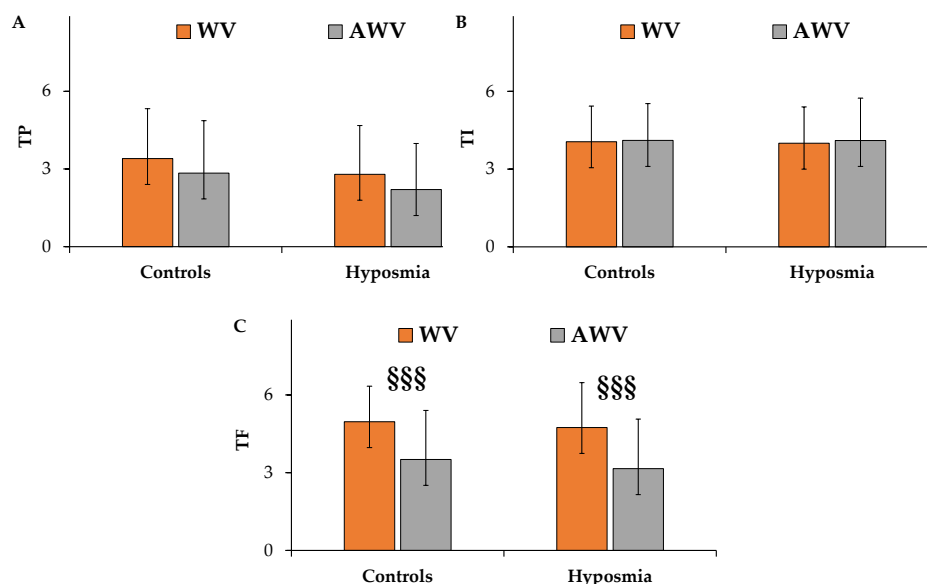 A
WV AWV
6
3
0
TP
Controls Hyposmia
B
WV AWV
6
3
0
TI
Controls Hyposmia
C
WV AWV
§§§ §§§
6
3
0
TF
Controls Hyposmia